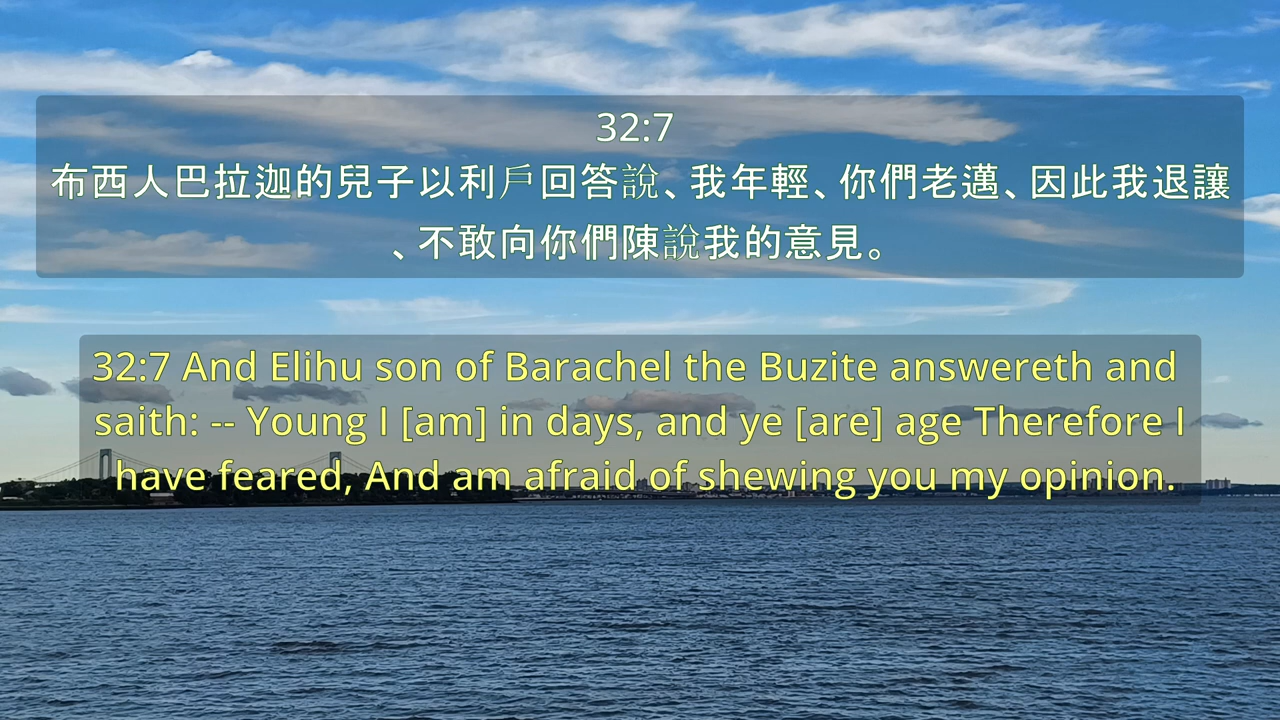 32:7
布西人巴拉迦的兒子以利戶回答說、我年輕、你們老邁、因此我退讓
、不敢向你們陳說我的意見。
32:7 And Elihu son of Barachel the Buzite answereth and
saith: -- Young I [am] in days, and ye [are] age Therefore I
have feared, And am afraid of shewing you my opinion.